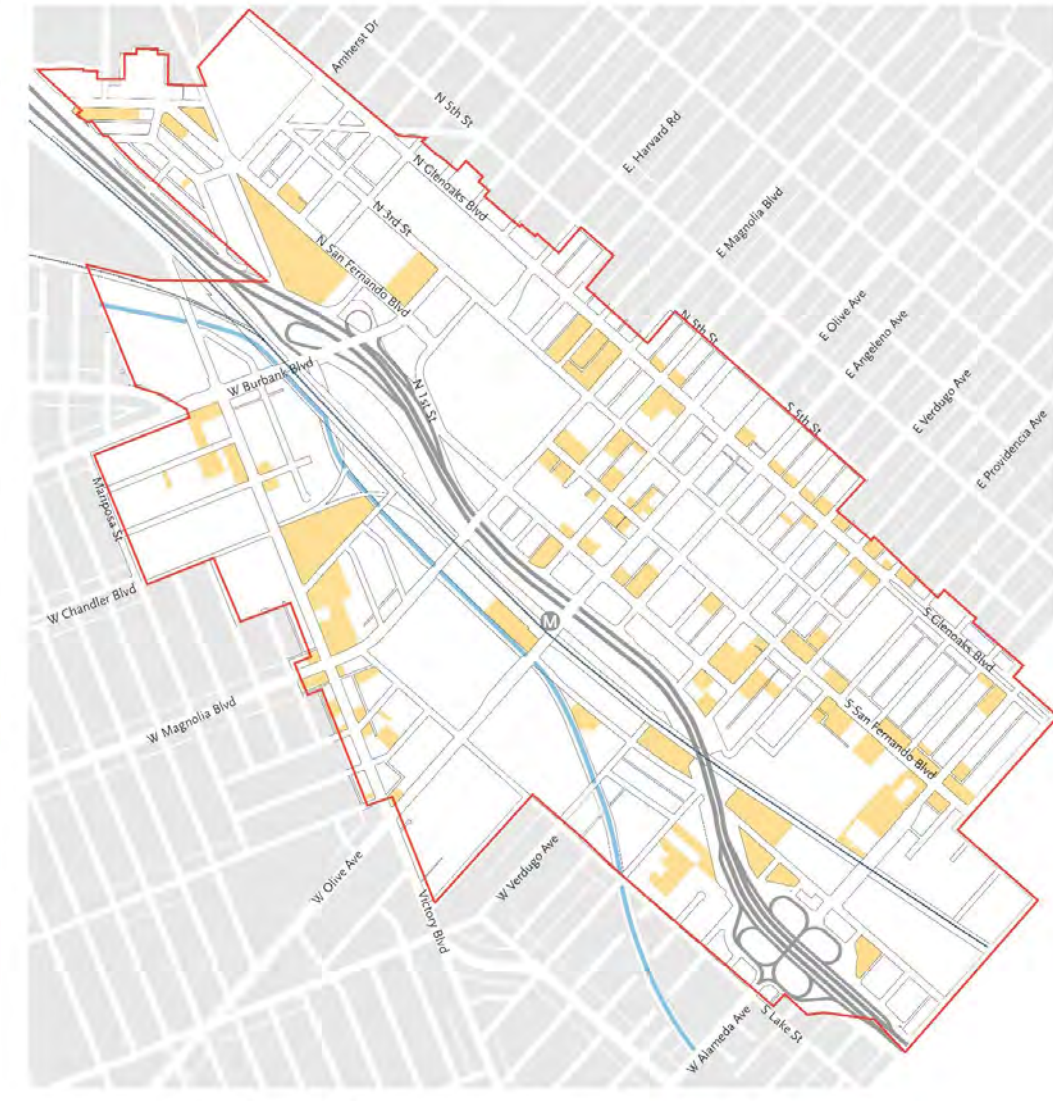 Amherst Dr
N 5th St
E. Harvard Rd
N Glenoaks Blvd
E Magnolia Blvd
N 3rd St
N San Fernando Blvd
E Olive Ave
N 5th St
E Angeleno Ave
W Burbank Blvd
N 1st St
E Verdugo Ave
S 5th St
E Providencia Ave
Mariposa St
W Chandler Blvd
M
S Glenoaks Blvd
W Magnolia Blvd
S San Fernando Blvd
W Olive Ave
W Verdugo Ave
Victory Blvd
S Lake St
W Alameda Ave